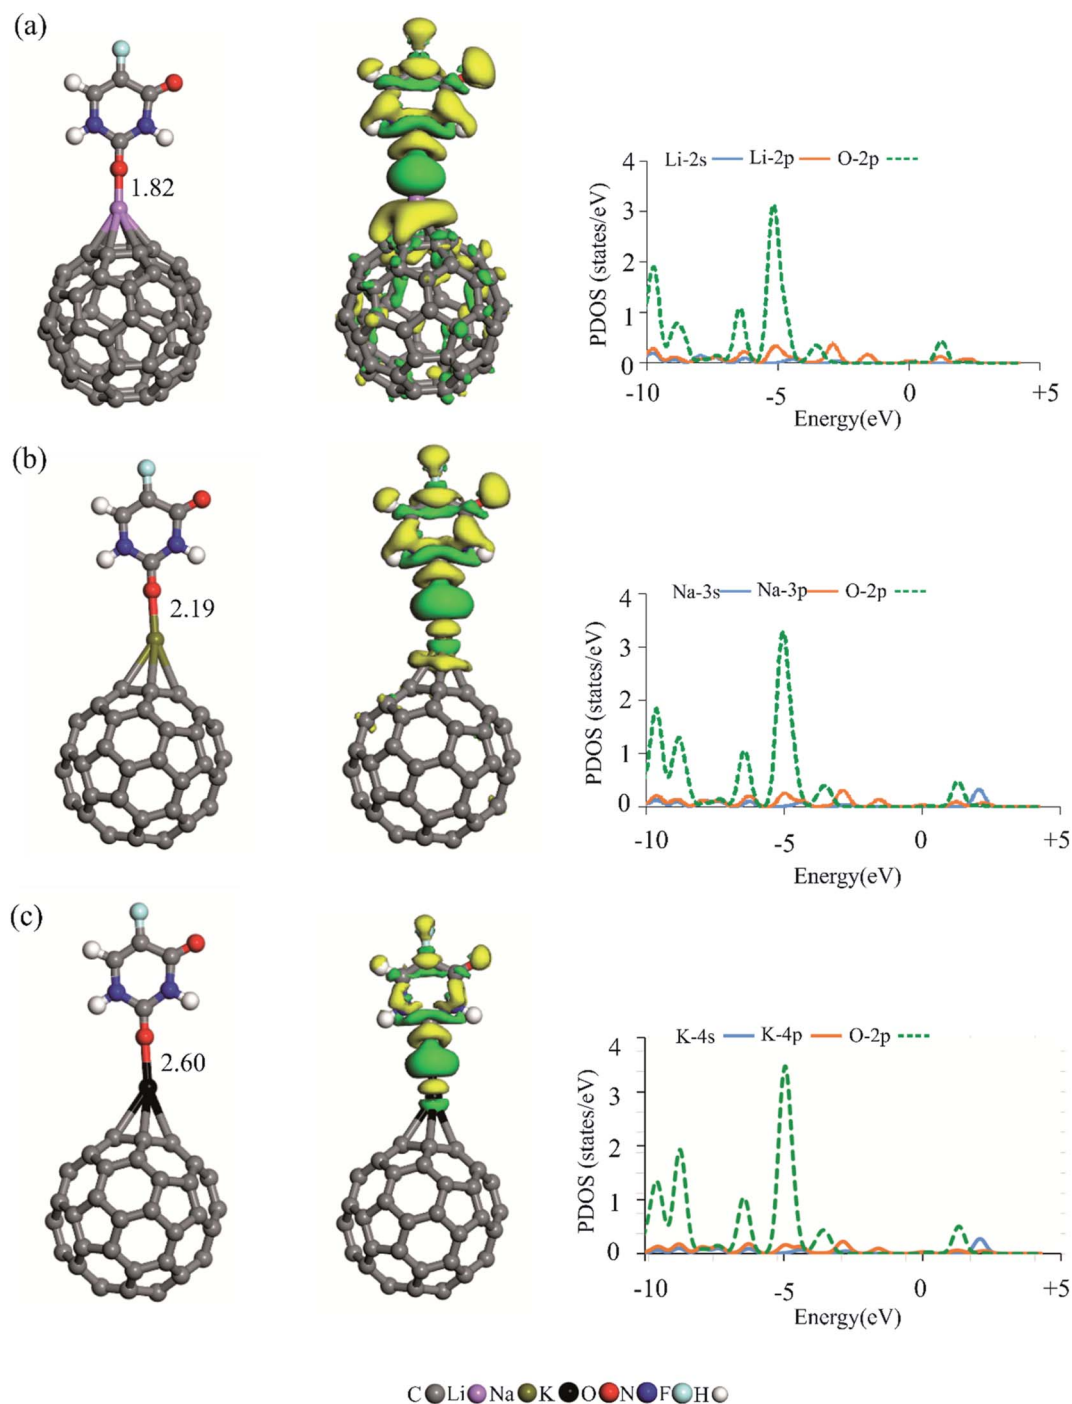 (a)
1.82
Li-2s Li-2p O-2p
PDOS (states/eV)
4
3
2
1
0
-10 -5 0 +5
Energy(eV)
(b)
2.19
Na-3s Na-3p O-2p
PDOS (states/eV)
4
3
2
1
0
-10 -5 0 +5
Energy(eV)
(c)
2.60
K-4s K-4p O-2p
PDOS (states/eV)
4
3
2
1
0
-10 -5 0 +5
Energy(eV)
C Li Na K O N F H